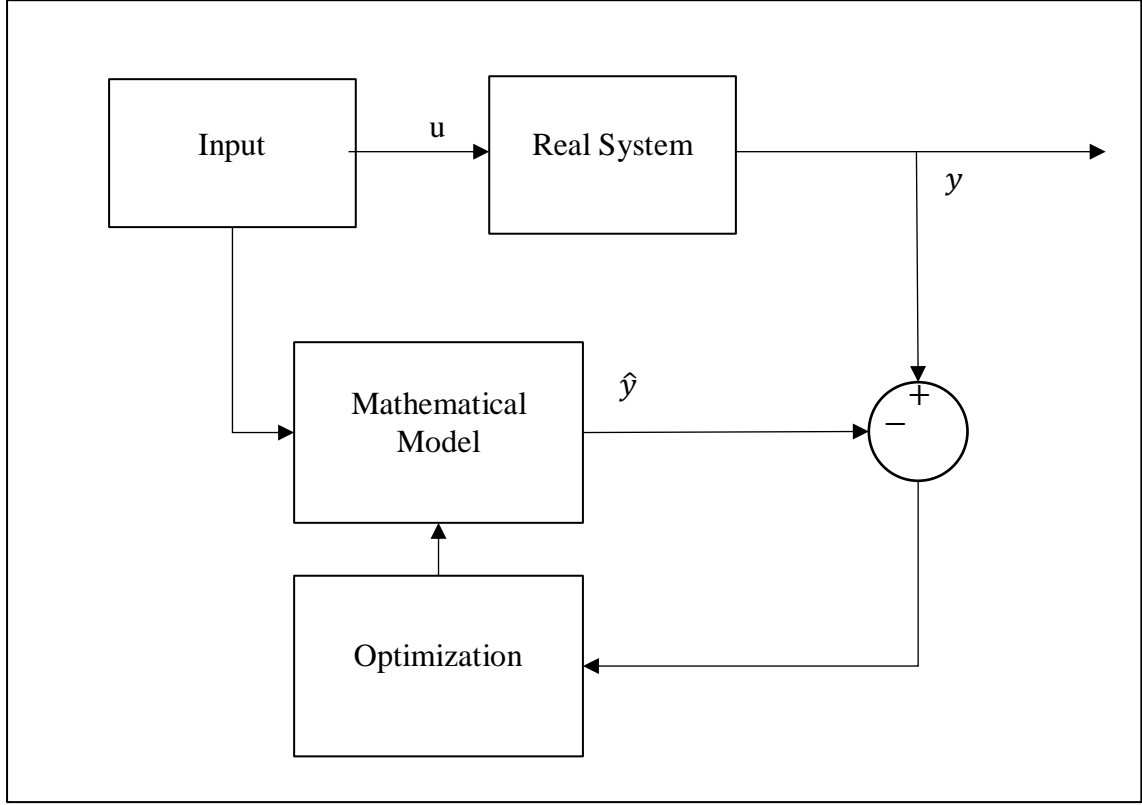 Input
u
Real System
y
Mathematical
Model
ŷ
+
−
Optimization